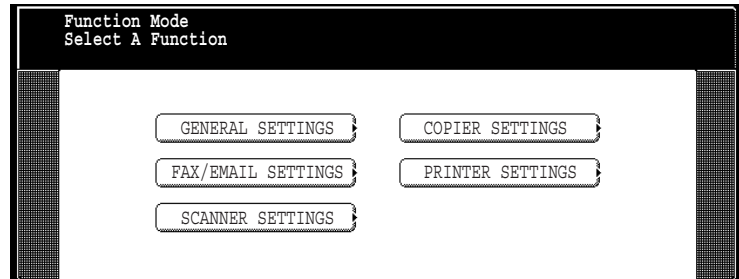 Function Mode
Select A Function
GENERAL SETTINGS
COPIER SETTINGS
FAX/EMAIL SETTINGS
PRINTER SETTINGS
SCANNER SETTINGS